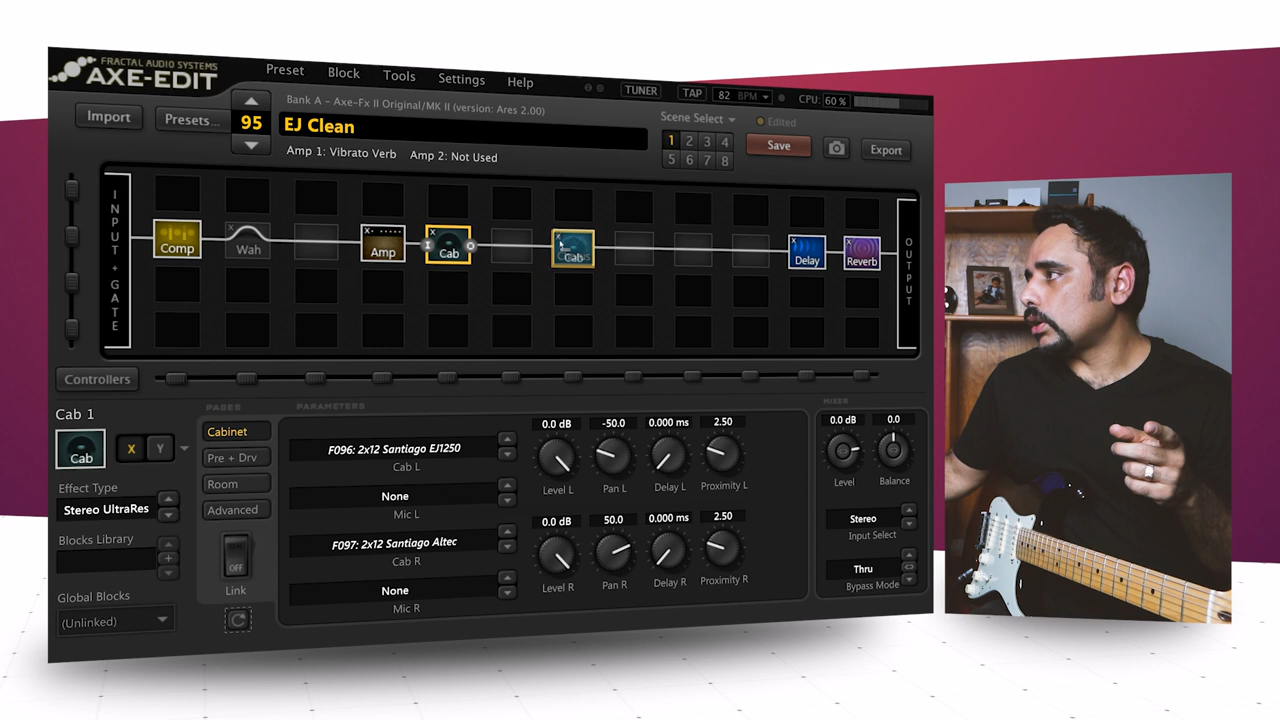 FRACTAL AUDIO SYSTEMS
AXE-EDIT
Preset Block Tools Settings Help
TUNER TAP 82 BPM CPU: 60 %
Import
Presets...
95
Bank A - Axe-Fx II Original/MK II (version: Ares 2.00)
EJ Clean
Amp 1: Vibrato Verb Amp 2: Not Used
Scene Select
Edited
1 2 3 4
5 6 7 8
Save
Export
INPUT + GATE
X
Comp
X
Wah
X
Amp
X
I
O
Cab
X
Cab
X
Delay
X
Reverb
OUTPUT
Controllers
Cab 1
Cab
X Y
Effect Type
Stereo UltraRes
Blocks Library
Global Blocks
(Unlinked)
PAGES
Cabinet
Pre + Drv
Room
Advanced
OFF
Link
PARAMETERS
F096: 2x12 Santiago EJ1250
Cab L
None
Mic L
F097: 2x12 Santiago Altec
Cab R
None
Mic R
0.0 dB -50.0 0.000 ms 2.50
Level L Pan L Delay L Proximity L
0.0 dB 50.0 0.000 ms 2.50
Level R Pan R Delay R Proximity R
MIXER
0.0 dB 0.0
Level Balance
Stereo
Input Select
Thru
Bypass Mode